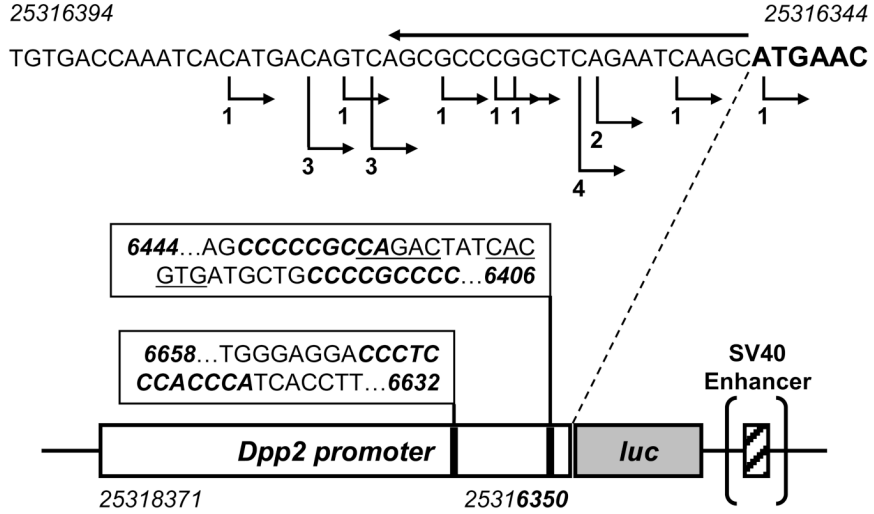 25316394 25316344
TGTGACCAAATCACATGACAGTCAGCGCCCGGCTCAGAATCAAGCATGAAC
1 1 1 1 1 2 1 1
3 3 4
6444…AGCCCCCGCCAGACTATCAC
GTGATGCTGCCCCGCCCC…6406
6658…TGGGAGGACCCTC
CCACCCATCACCTT…6632
SV40
Enhancer
Dpp2 promoter luc
25318371 25316350